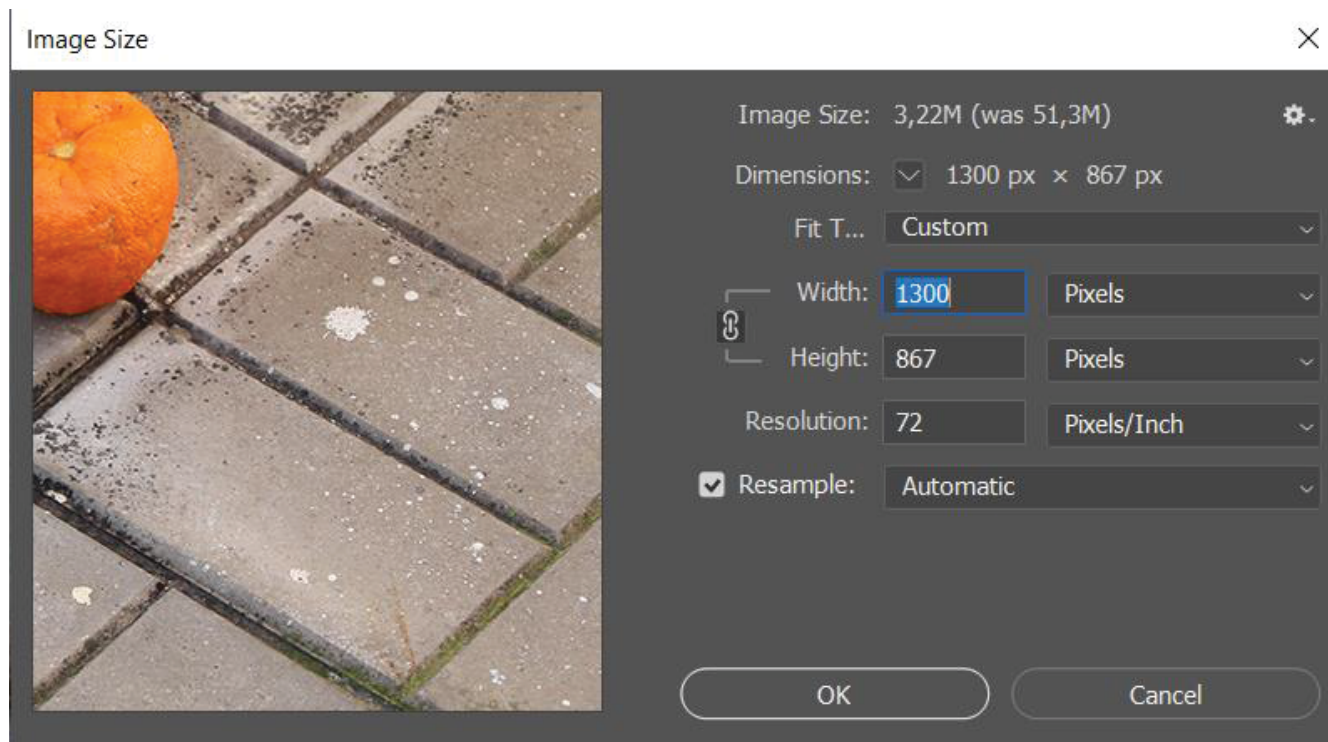 Image Size
Image Size: 3,22M (was 51,3M)
Dimensions: 1300 px × 867 px
Fit T... Custom
Width: 1300 Pixels
Height: 867 Pixels
Resolution: 72 Pixels/Inch
Resample: Automatic
OK Cancel